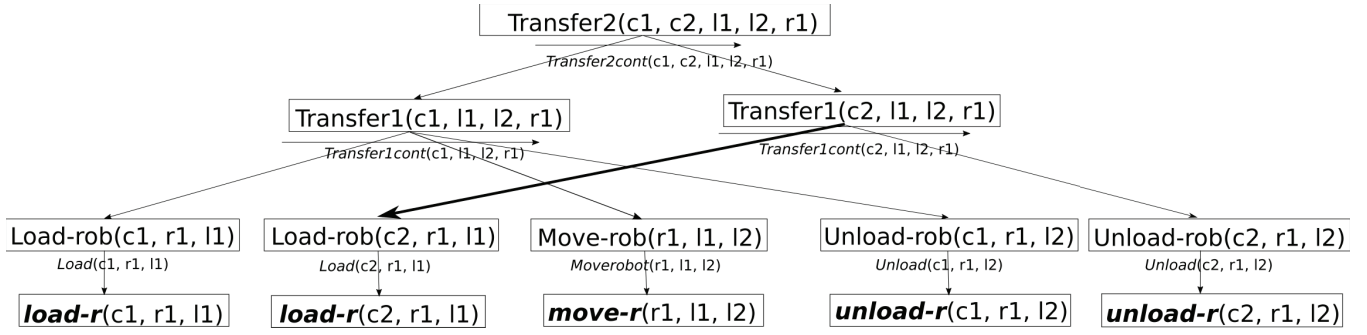 Transfer2(c1, c2, l1, l2, r1)
Transfer2cont(c1, c2, l1, l2, r1)
Transfer1(c1, l1, l2, r1)
Transfer1(c2, l1, l2, r1)
Transfer1cont(c1, l1, l2, r1)
Transfer1cont(c2, l1, l2, r1)
Load-rob(c1, r1, l1)
Load-rob(c2, r1, l1)
Move-rob(r1, l1, l2)
Unload-rob(c1, r1, l2)
Unload-rob(c2, r1, l2)
Load(c1, r1, l1)
Load(c2, r1, l1)
Moverobot(r1, l1, l2)
Unload(c1, r1, l2)
Unload(c2, r1, l2)
load-r(c1, r1, l1)
load-r(c2, r1, l1)
move-r(r1, l1, l2)
unload-r(c1, r1, l2)
unload-r(c2, r1, l2)